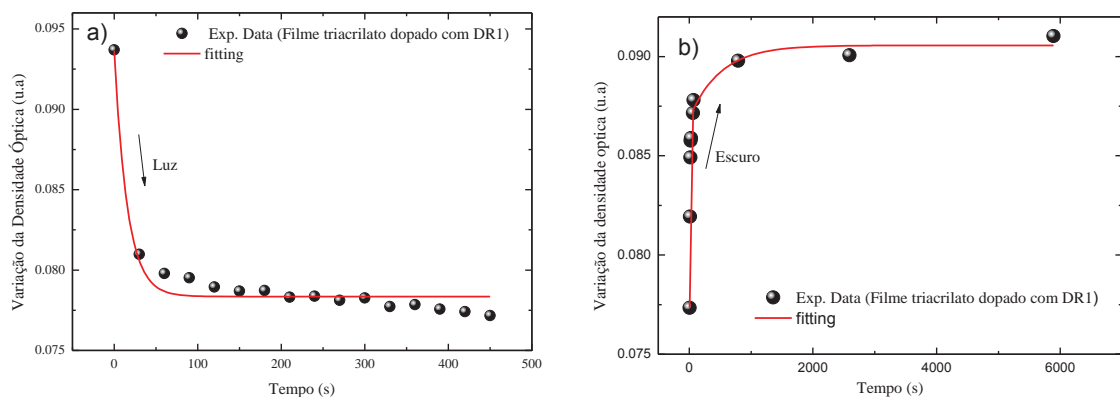 a)
Exp. Data (Filme triacrilato dopado com DR1)
fitting
Luz
0.095
0.090
0.085
0.080
0.075
0 100 200 300 400 500
Variação da Densidade Óptica (u.a)
Tempo (s)
b)
Escuro
Exp. Data (Filme triacrilato dopado com DR1)
fitting
0.090
0.085
0.080
0.075
0 2000 4000 6000
Variação da densidade optica (u.a)
Tempo (s)